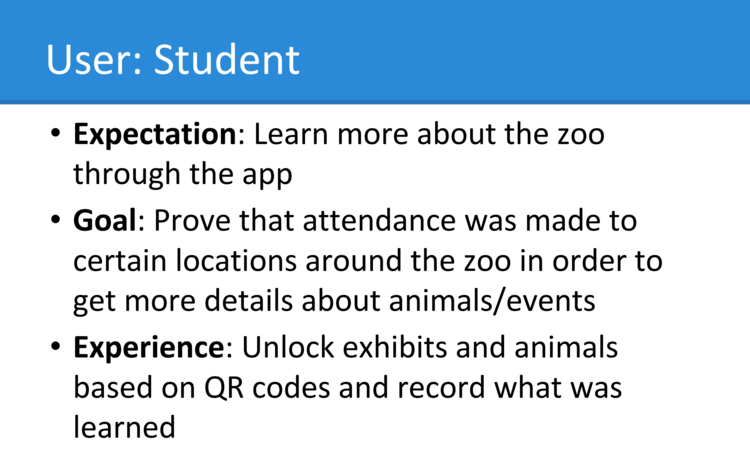 User: Student
• Expectation: Learn more about the zoo
through the app
• Goal: Prove that attendance was made to
certain locations around the zoo in order to
get more details about animals/events
• Experience: Unlock exhibits and animals
based on QR codes and record what was
learned